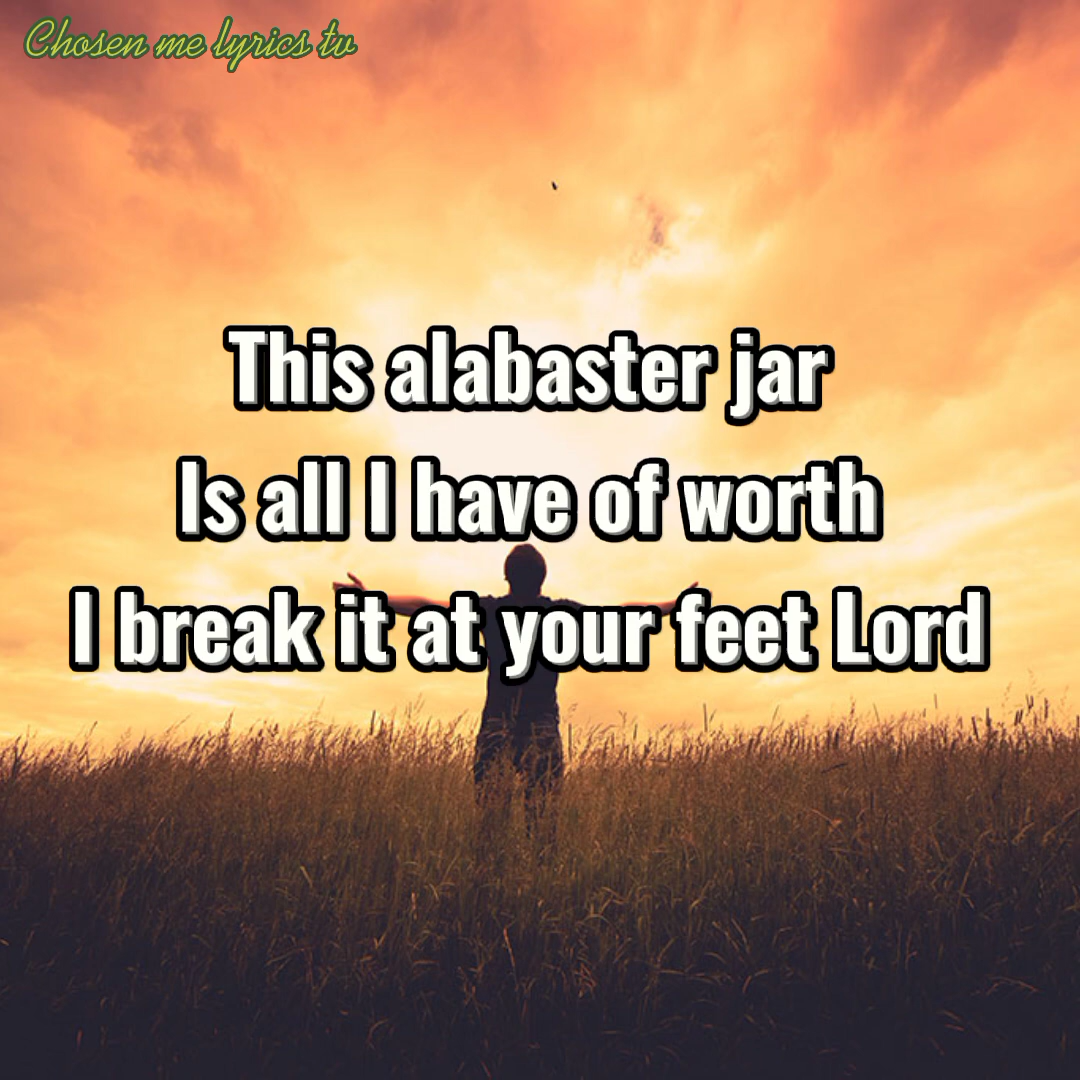 Chosen me lyrics tv
This alabaster jar
Is all I have of worth
I break it at your feet Lord